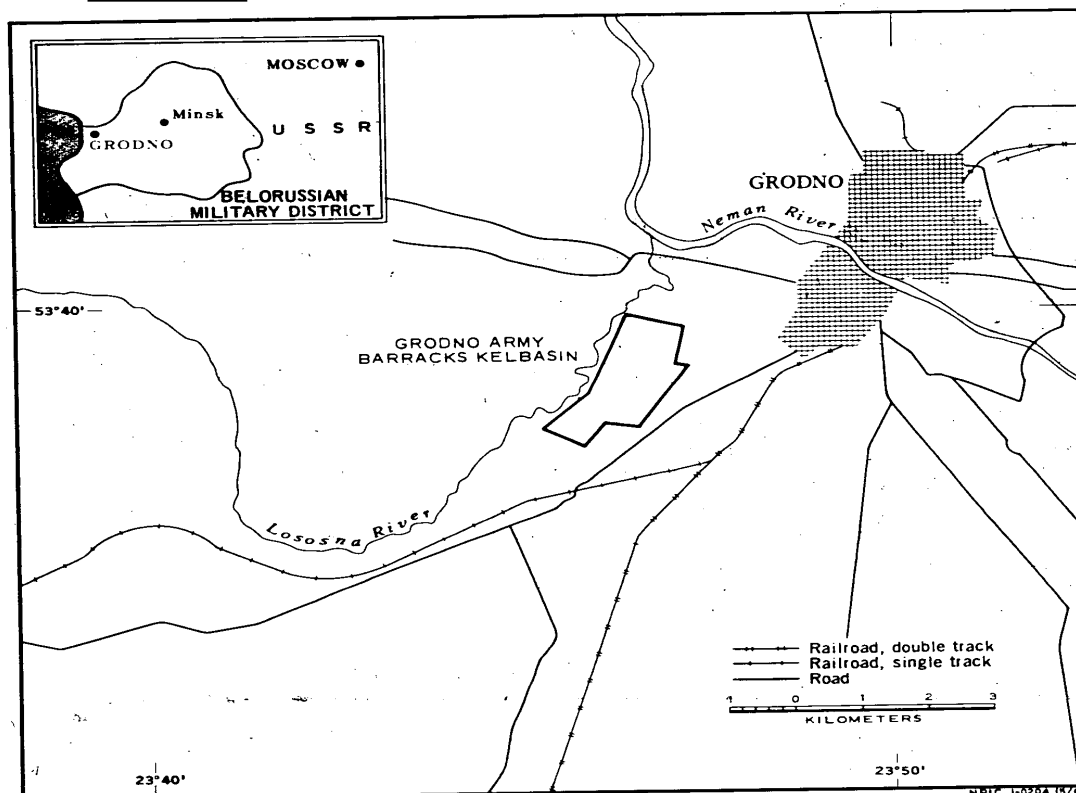 MOSCOW
Minsk
U S S R
GRODNO
BELORUSSIAN
MILITARY DISTRICT
GRODNO
Neman River
53°40'
GRODNO ARMY
BARRACKS KELBASIN
Lososna River
Railroad, double track
Railroad, single track
Road
1 0 1 2 3
KILOMETERS
23°40'
23°50'